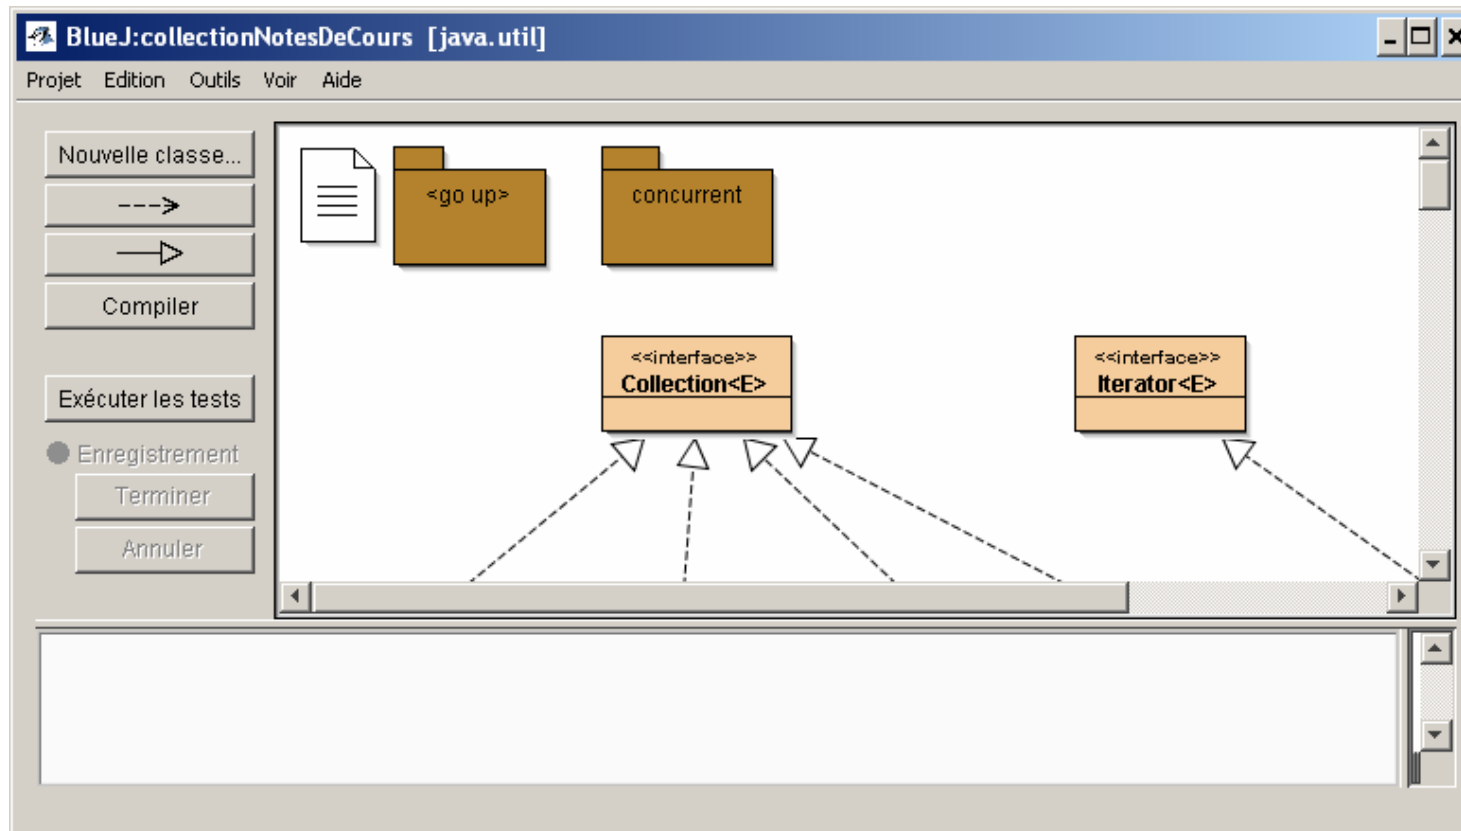 BlueJ:collectionNotesDeCours [java.util]
Projet Edition Outils Voir Aide
Nouvelle classe...
Compiler
Exécuter les tests
Enregistrement
Terminer
Annuler
<go up>
concurrent
<<interface>>
Collection<E>
<<interface>>
Iterator<E>